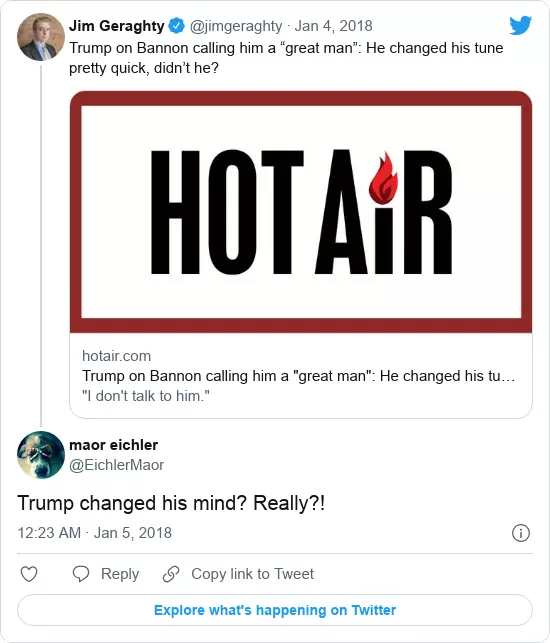 Jim Geraghty @jimgeraghty · Jan 4, 2018
Trump on Bannon calling him a “great man”: He changed his tune
pretty quick, didn’t he?
HOT AiR
hotair.com
Trump on Bannon calling him a "great man": He changed his tu…
"I don't talk to him."
maor eichler
@EichlerMaor
Trump changed his mind? Really?!
12:23 AM · Jan 5, 2018
Reply Copy link to Tweet
Explore what's happening on Twitter